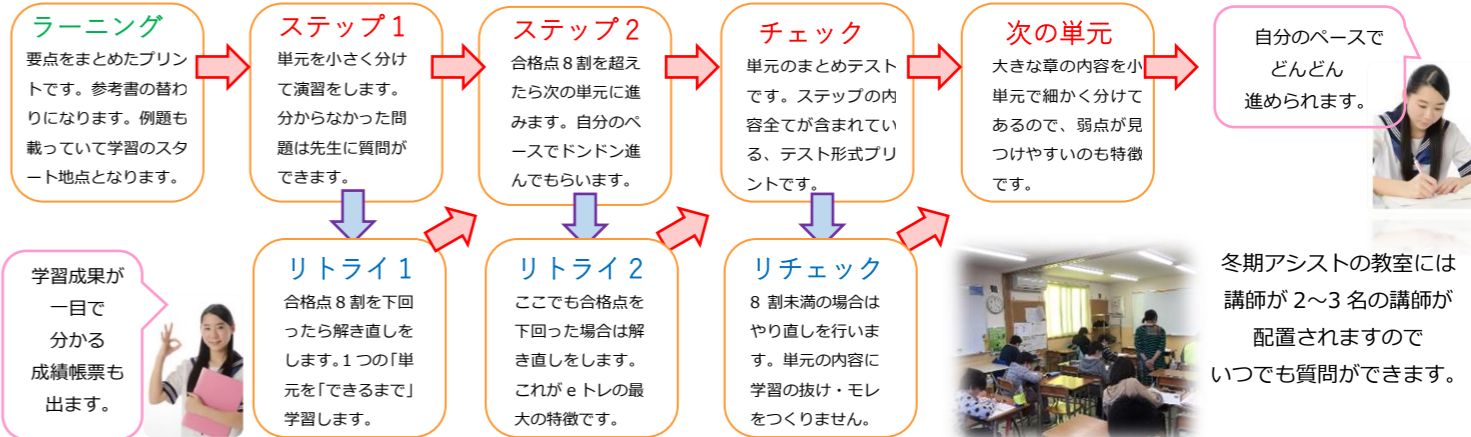 ラーニング
要点をまとめたプリン
トです。参考書の替わ
りになります。例題も
載っていて学習のスタ
ート地点となります。
ステップ1
単元を小さく分け
て演習をします。
分からなかった問
題は先生に質問が
できます。
ステップ2
合格点8割を超え
たら次の単元に進
みます。自分のペ
ースでドンドン進
んでもらいます。
チェック
単元のまとめテスト
です。ステップの内
容全てが含まれてい
る、テスト形式プリ
ントです。
次の単元
大きな章の内容を小
単元で細かく分けて
あるので、弱点が見
つけやすいのも特徴
です。
自分のペースで
どんどん
進められます。
学習成果が
一目で
分かる
成績帳票も
出ます。
リトライ1
合格点8割を下回
ったら解き直しを
します。1つの「単
元を「できるまで」
学習します。
リトライ2
ここでも合格点を
下回った場合は解
き直しをします。
これがeトレの最
大の特徴です。
リチェック
8割未満の場合は
やり直しを行いま
す。単元の内容に
学習の抜け・モレ
をつくりません。
冬期アシストの教室には
講師が2～3名の講師が
配置されますので
いつでも質問ができます。